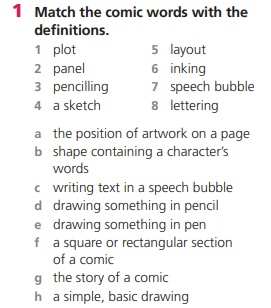 1 Match the comic words with the
definitions.
1 plot 5 layout
2 panel 6 inking
3 pencilling 7 speech bubble
4 a sketch 8 lettering
a the position of artwork on a page
b shape containing a character's
words
c writing text in a speech bubble
d drawing something in pencil
e drawing something in pen
f a square or rectangular section
of a comic
g the story of a comic
h a simple, basic drawing